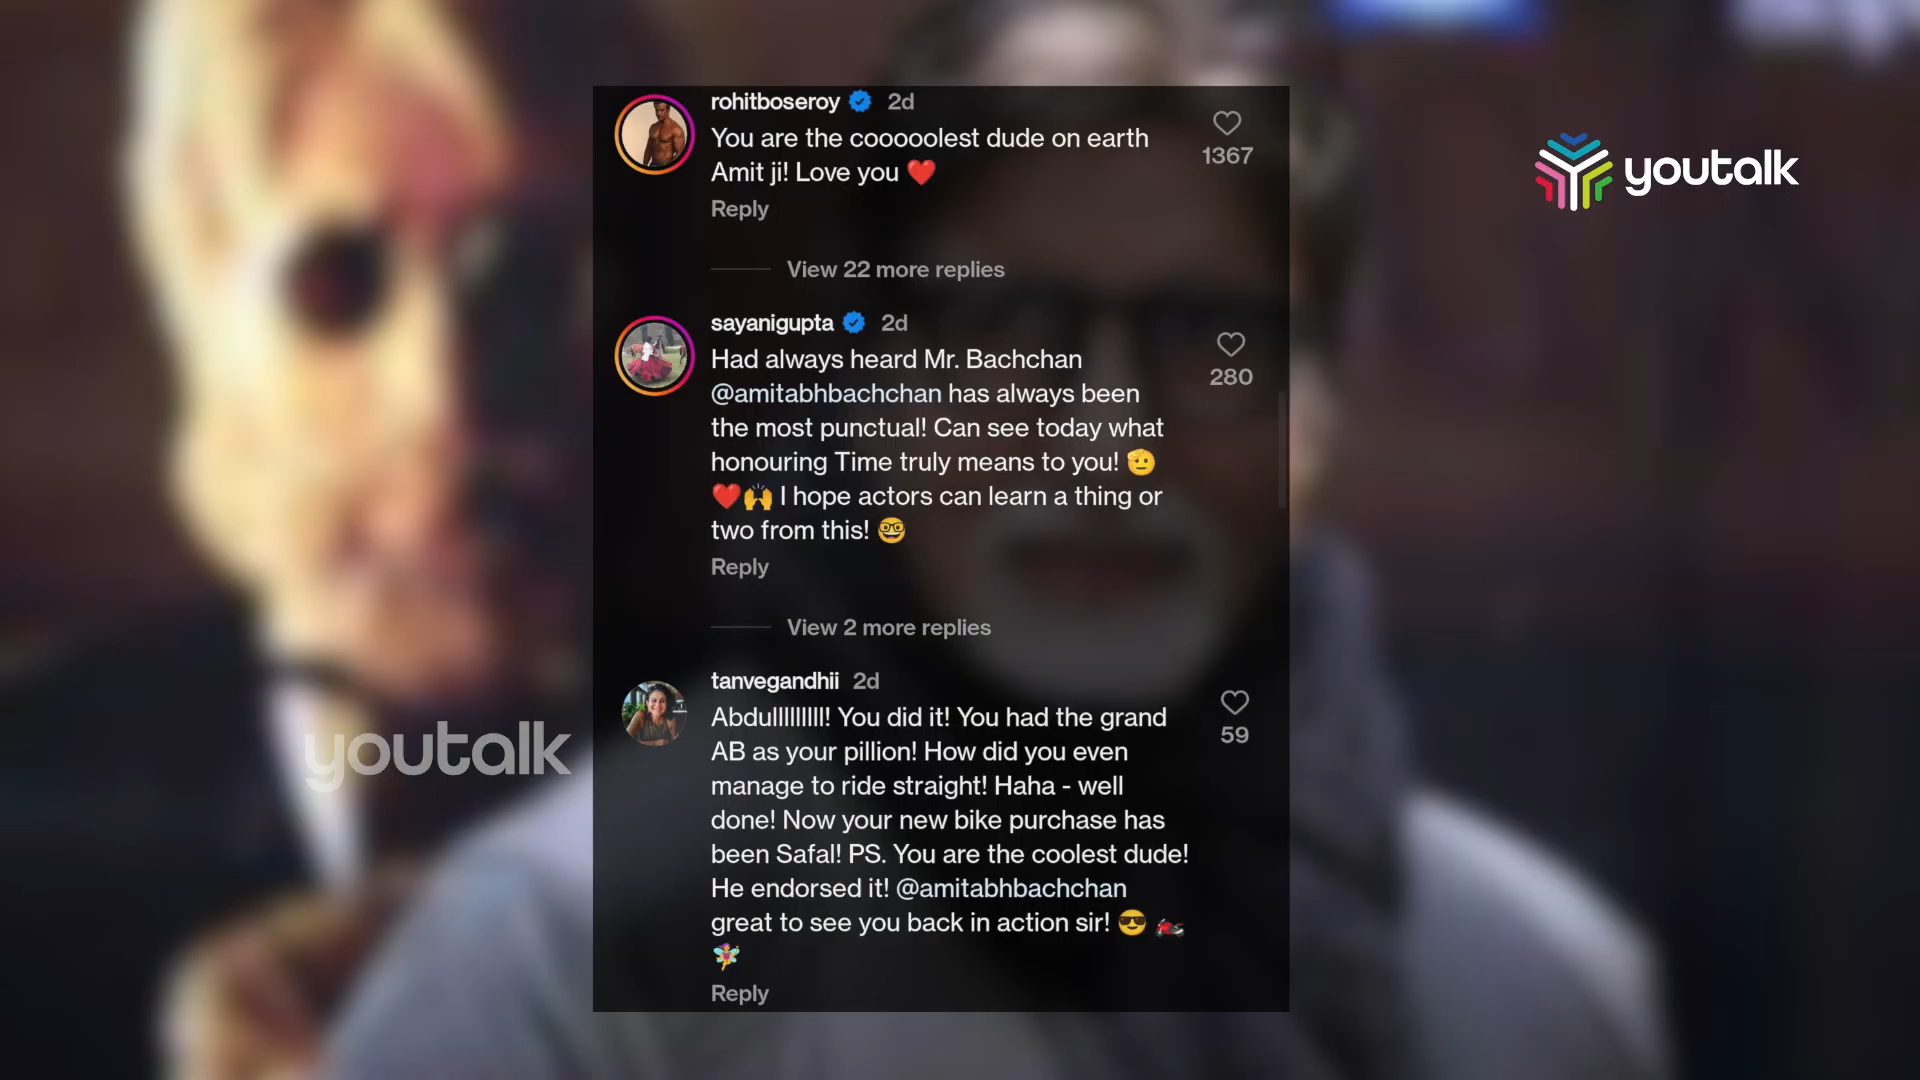 rohitboseroy 2d
You are the cooooolest dude on earth
Amit ji! Love you ❤️
1367
Reply
View 22 more replies
sayanigupta 2d
Had always heard Mr. Bachchan
@amitabhbachchan has always been
the most punctual! Can see today what
honouring Time truly means to you! 🫡
❤️🙌 I hope actors can learn a thing or
two from this! 🤓
280
Reply
View 2 more replies
tanvegandhii 2d
Abdulllllllll! You did it! You had the grand
AB as your pillion! How did you even
manage to ride straight! Haha - well
done! Now your new bike purchase has
been Safal! PS. You are the coolest dude!
He endorsed it! @amitabhbachchan
great to see you back in action sir! 😎 🏍️
🧚‍♀️
59
Reply
youtalk
youtalk